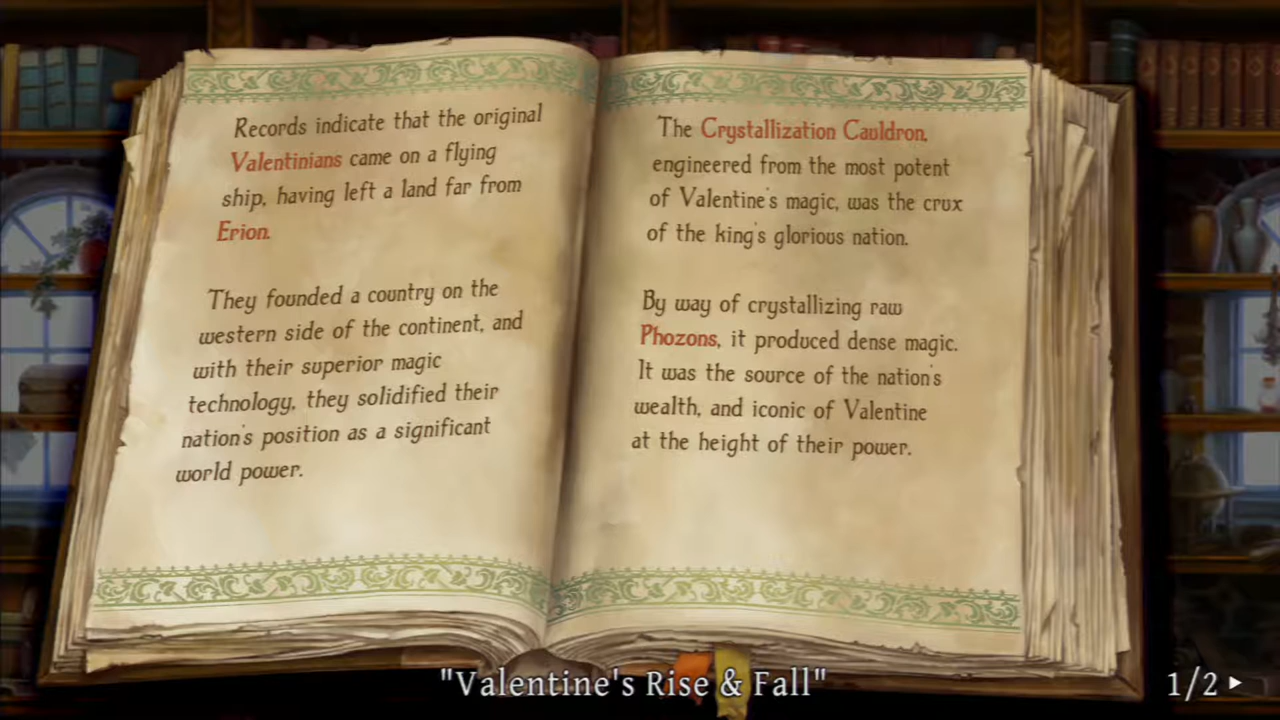 Records indicate that the original
Valentinians came on a flying
ship, having left a land far from
Erion.
They founded a country on the
western side of the continent, and
with their superior magic
technology, they solidified their
nation's position as a significant
world power.
The Crystallization Cauldron,
engineered from the most potent
of Valentine's magic, was the crux
of the king's glorious nation.
By way of crystallizing raw
Phozons, it produced dense magic.
It was the source of the nation's
wealth, and iconic of Valentine
at the height of their power.
"Valentine's Rise & Fall"
1/2